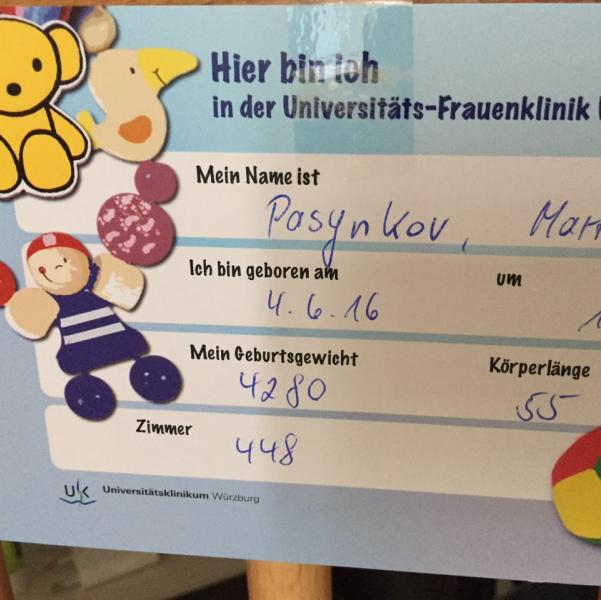 Hier bin ich
in der Universitäts-Frauenklinik
Mein Name ist
Pasynkov,
Ich bin geboren am um
4.6.16
Mein Geburtsgewicht Körperlänge
4280 55
Zimmer
448
UK Universitätsklinikum Würzburg